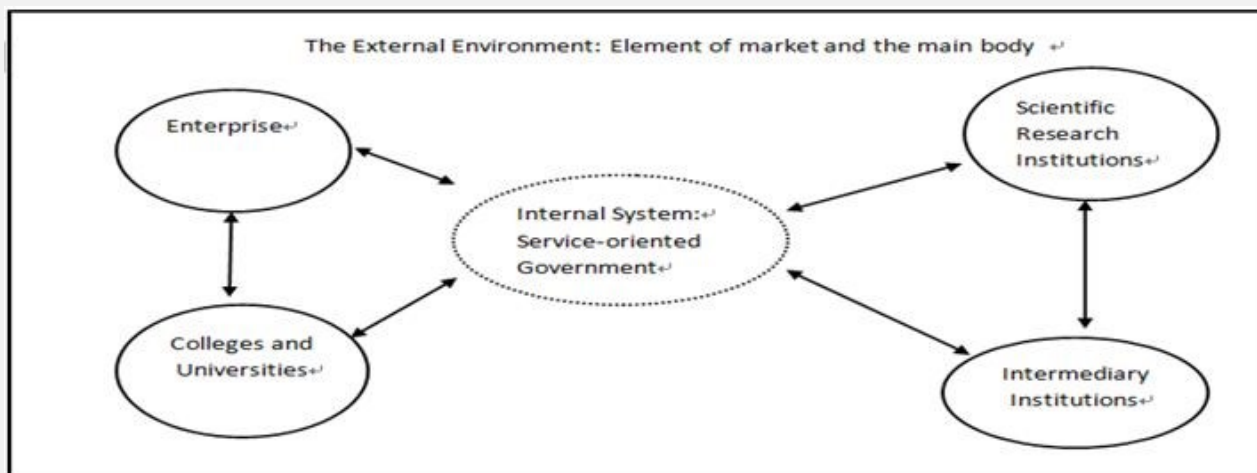 The External Environment: Element of market and the main body ↵
Enterprise↵
Scientific
Research
Institutions↵
Internal System:↵
Service-oriented
Government↵
Colleges and
Universities↵
Intermediary
Institutions↵